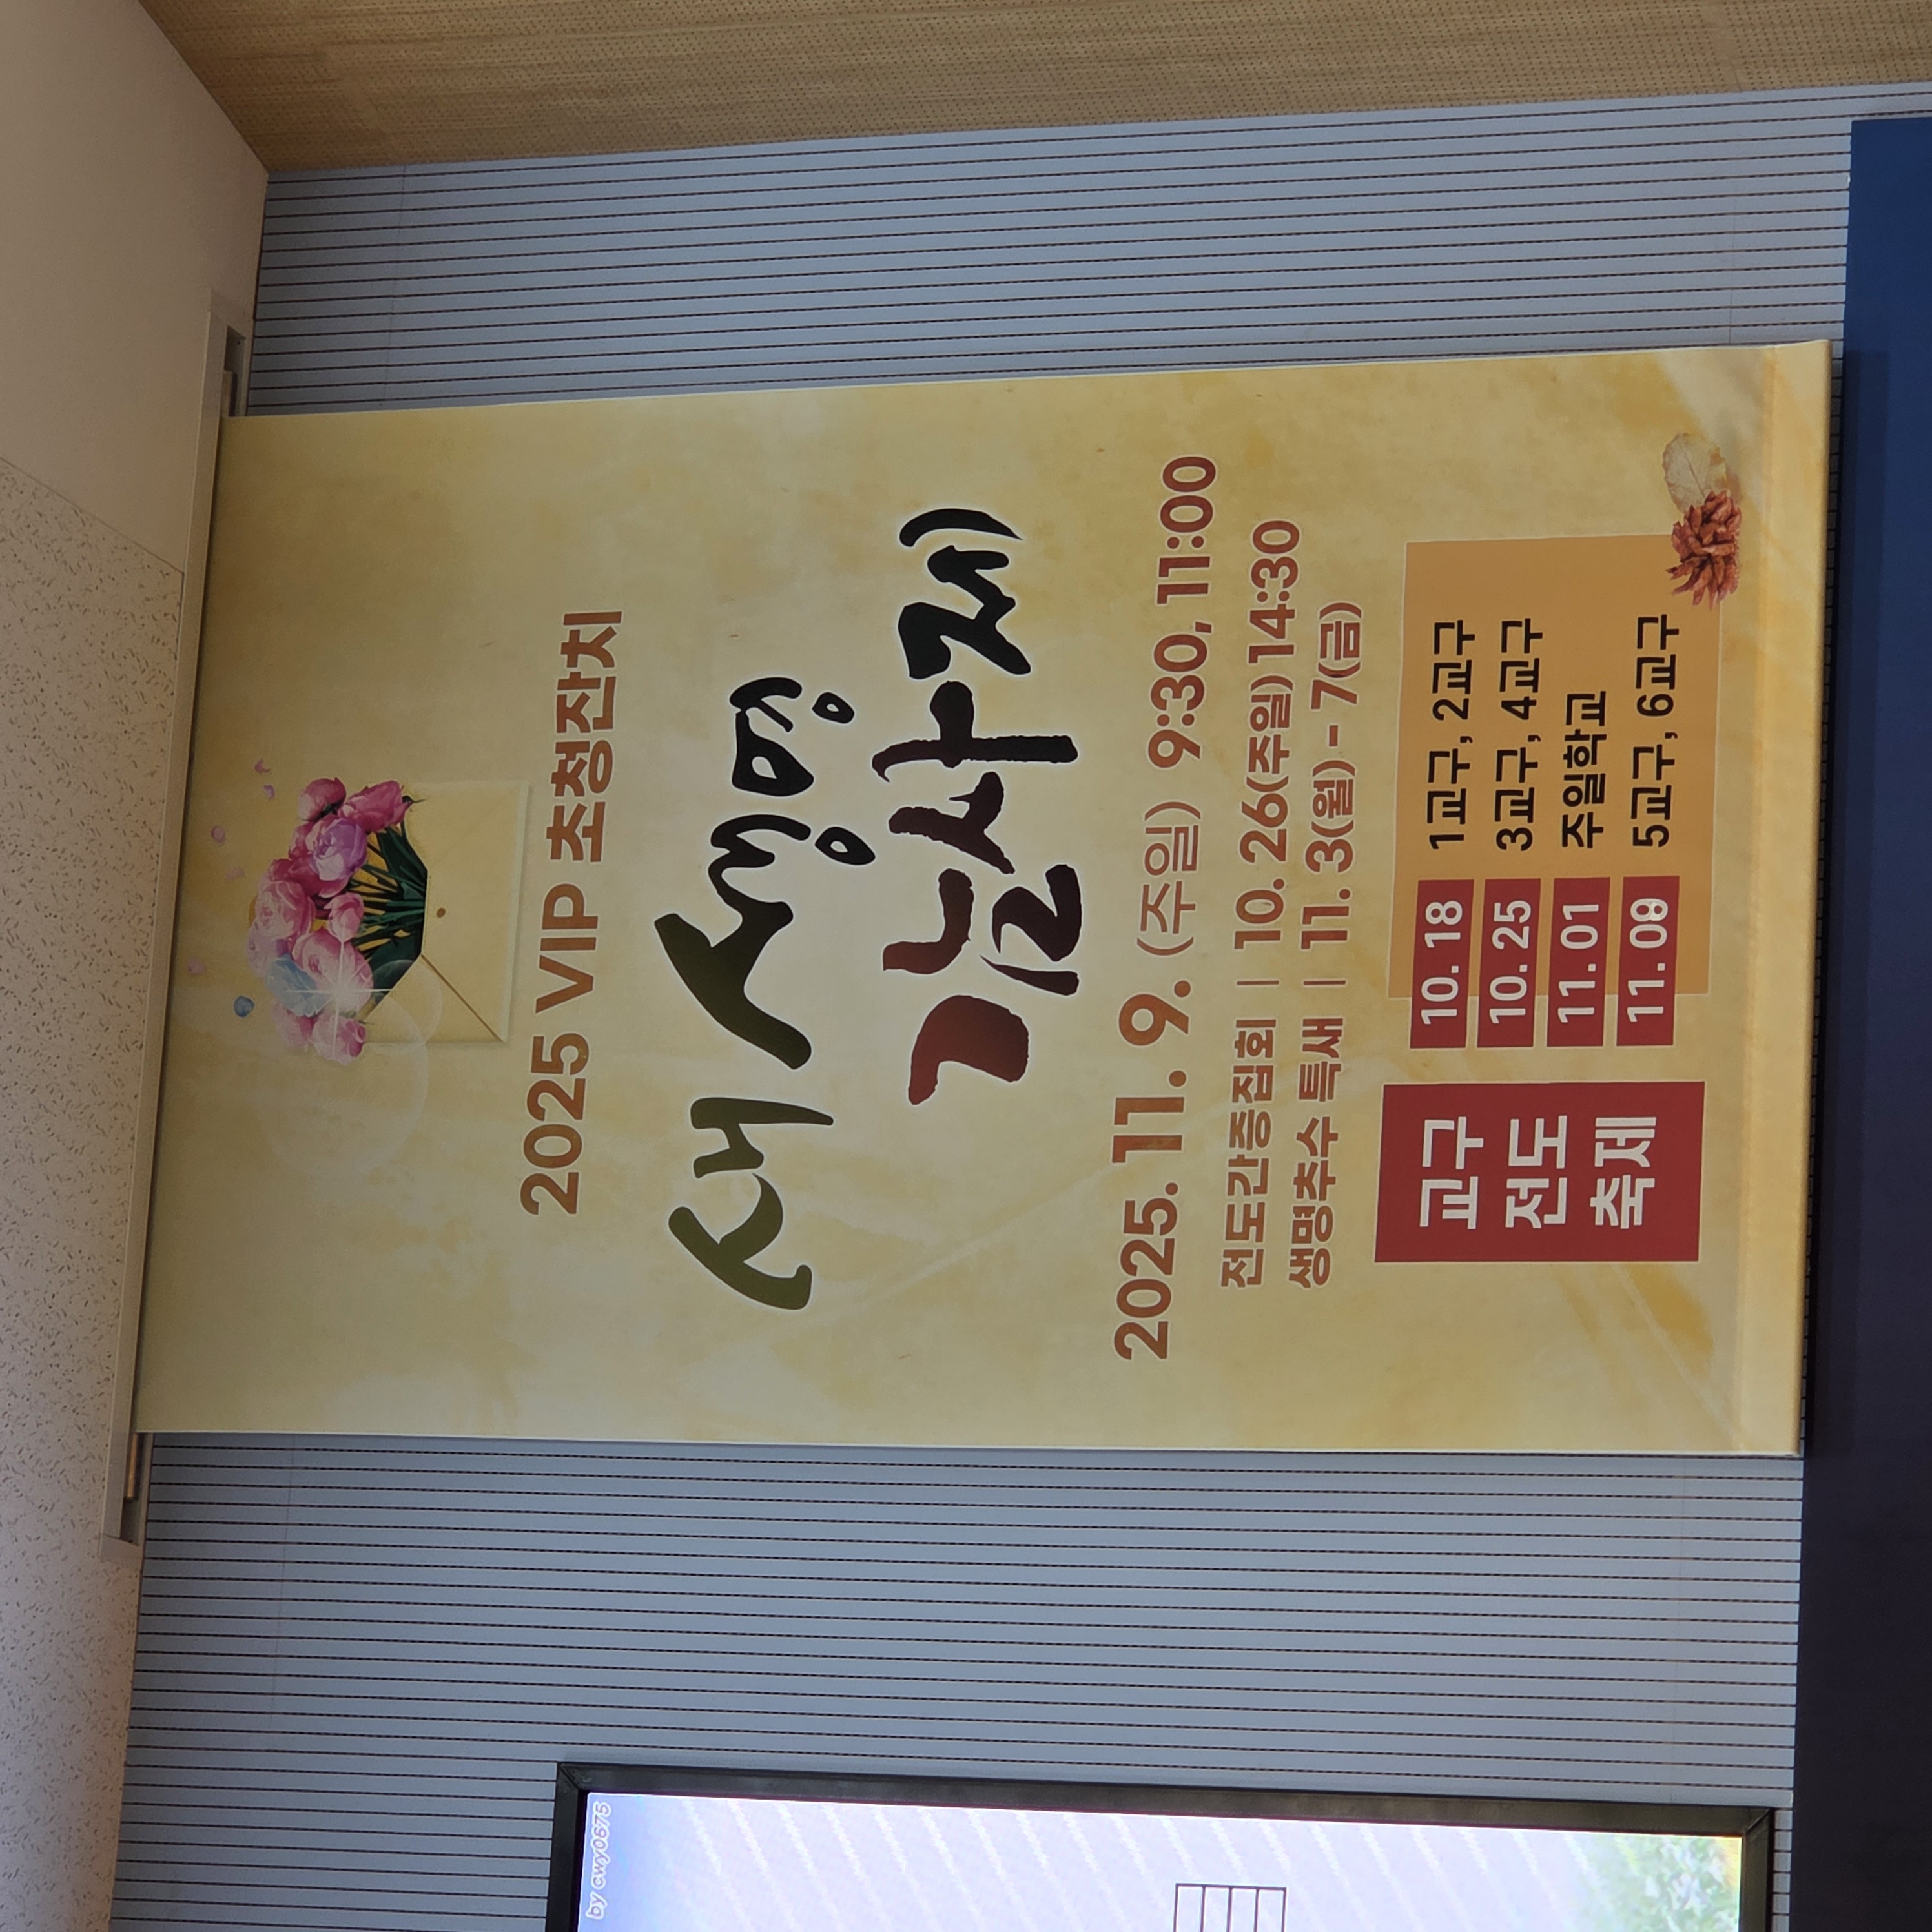 2025 VIP 초청잔치
새 생명
감사제
2025. 11. 9. (주일) 9:30, 11:00
전도간증집회 | 10. 26(주일) 14:30
생명추수 특새 | 11. 3(월) - 7(금)
교구
전도
축제
10. 18 1교구, 2교구
10. 25 3교구, 4교구
11. 01 주일학교
11. 08 5교구, 6교구
by cwy0675